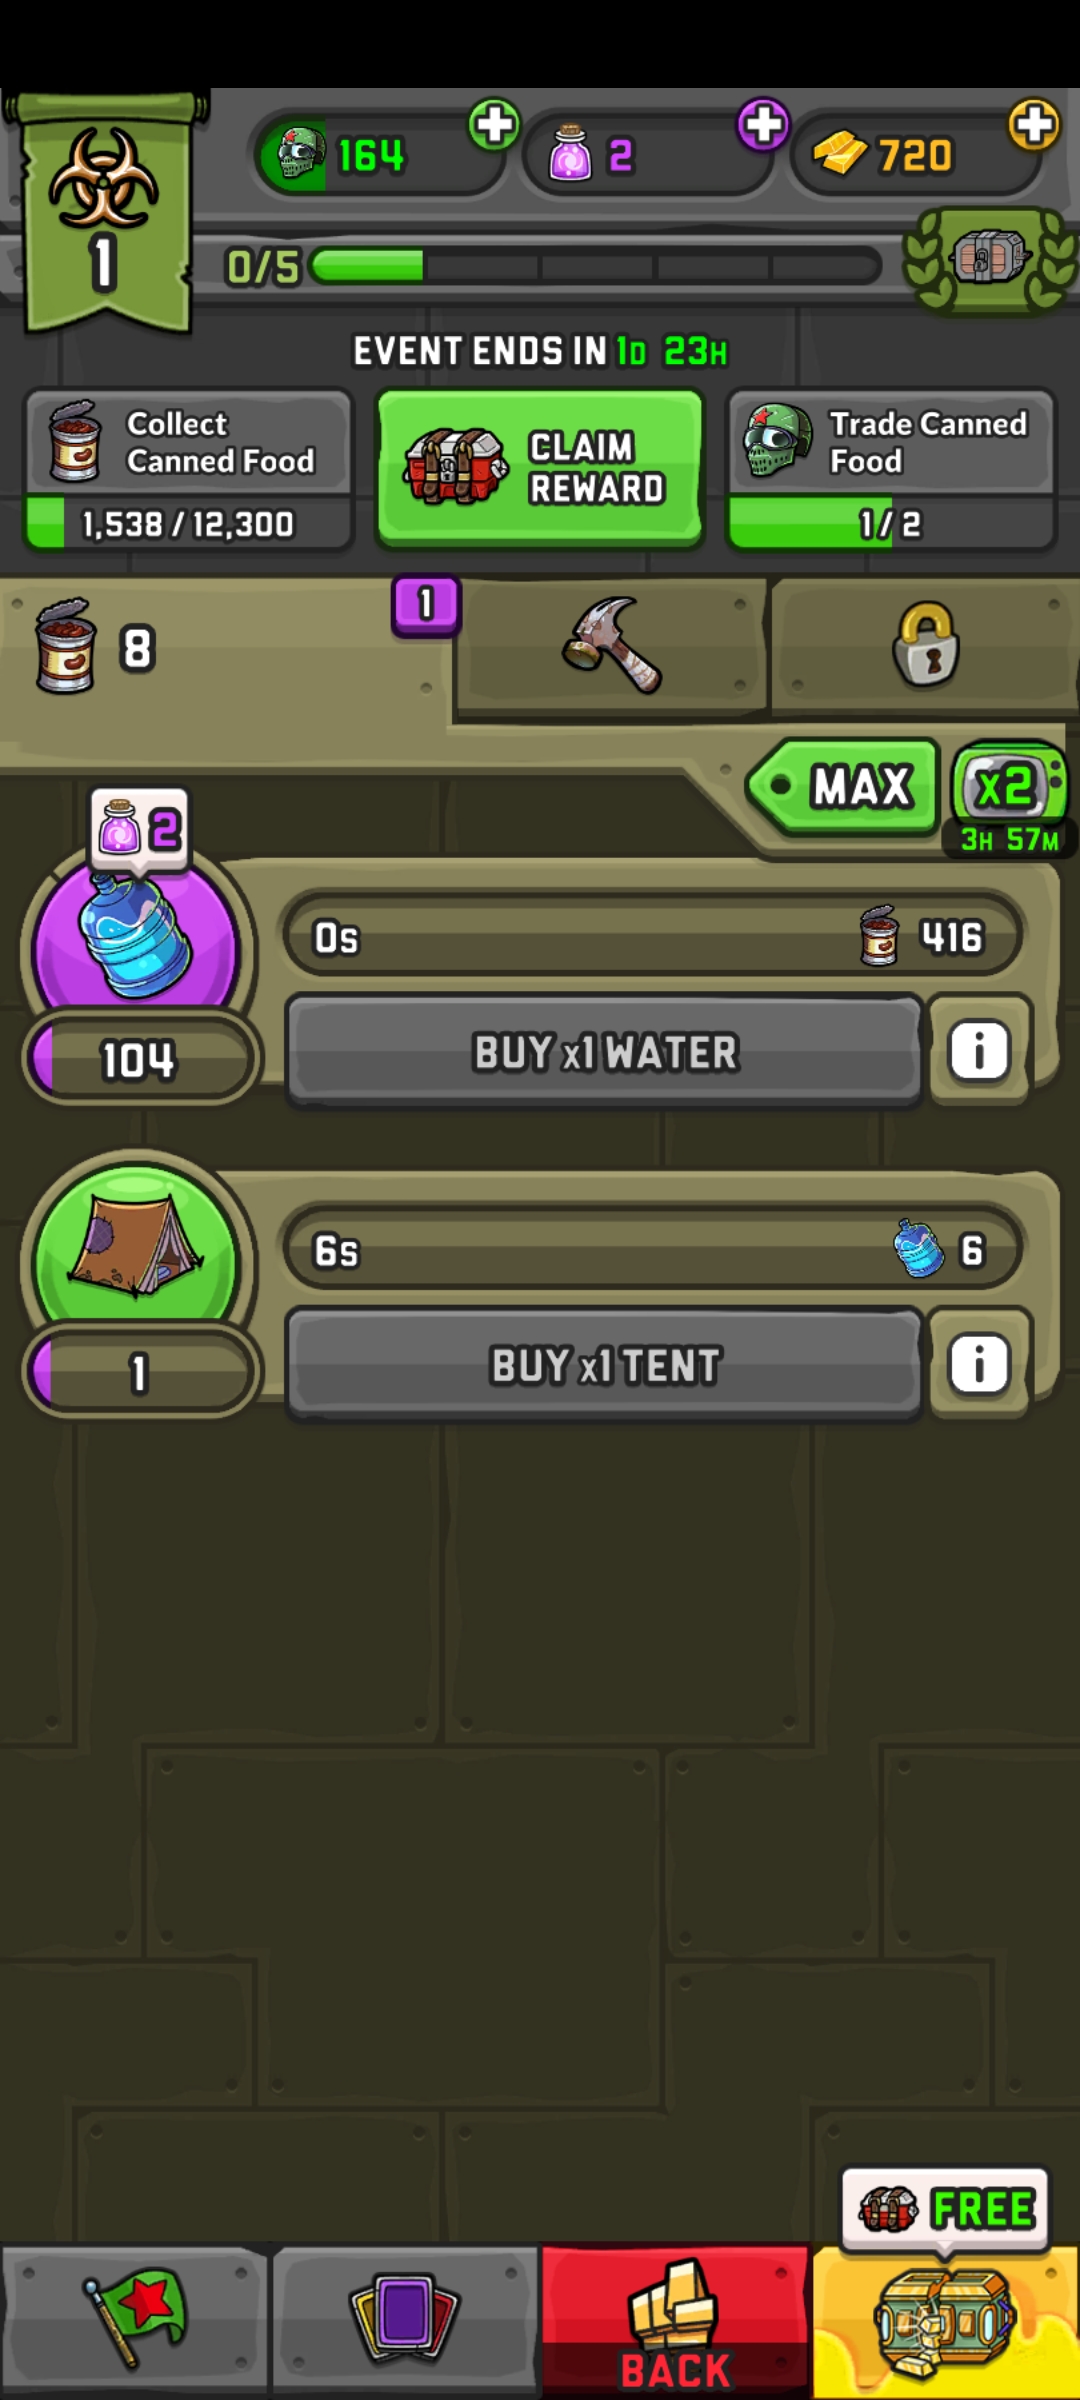 164
2
720
1
0/5
EVENT ENDS IN 1D 23H
Collect
Canned Food
1,538 / 12,300
CLAIM
REWARD
Trade Canned
Food
1 / 2
8
1
MAX
x2
3H 57M
2
0s
416
104
BUY x1 WATER
i
6s
6
1
BUY x1 TENT
i
FREE
BACK